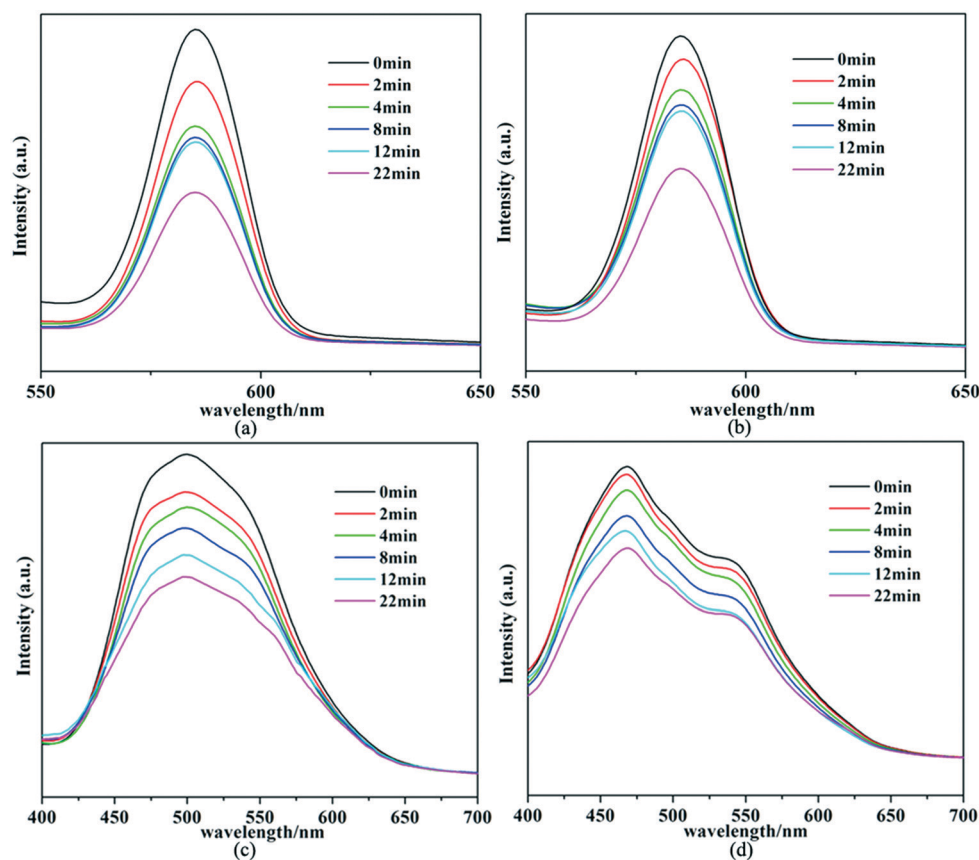 Intensity (a.u.)
0min
2min
4min
8min
12min
22min
550
600
650
wavelength/nm
(a)
Intensity (a.u.)
0min
2min
4min
8min
12min
22min
550
600
650
wavelength/nm
(b)
Intensity (a.u.)
0min
2min
4min
8min
12min
22min
400
450
500
550
600
650
700
wavelength/nm
(c)
Intensity (a.u.)
0min
2min
4min
8min
12min
22min
400
450
500
550
600
650
700
wavelength/nm
(d)